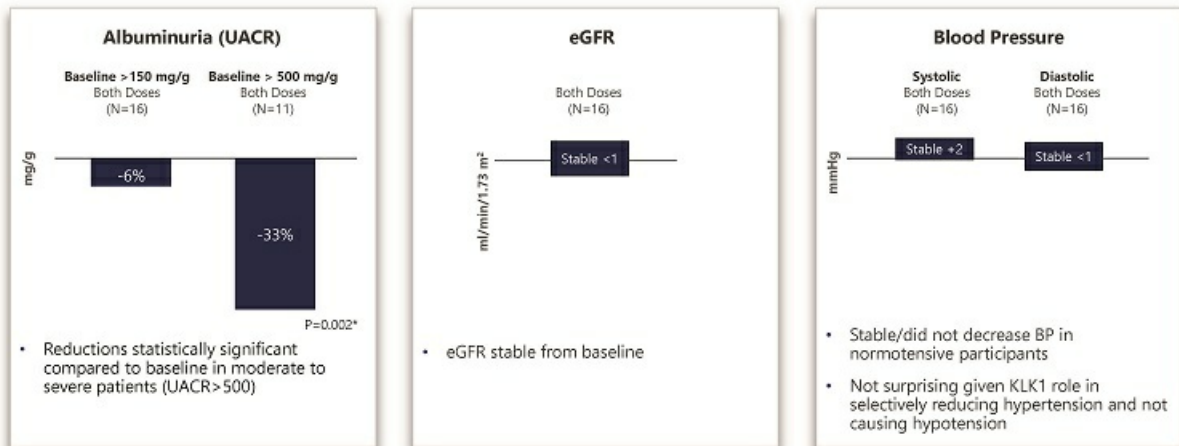 Albuminuria (UACR)
Baseline >150 mg/g
Both Doses
(N=16)
Baseline > 500 mg/g
Both Doses
(N=11)
mg/g
-6%
-33%
P=0.002*
• Reductions statistically significant
compared to baseline in moderate to
severe patients (UACR>500)
eGFR
Both Doses
(N=16)
ml/min/1.73 m²
Stable <1
• eGFR stable from baseline
Blood Pressure
Systolic
Both Doses
(N=16)
Diastolic
Both Doses
(N=16)
mmHg
Stable +2
Stable <1
• Stable/did not decrease BP in
normotensive participants
• Not surprising given KLK1 role in
selectively reducing hypertension and not
causing hypotension